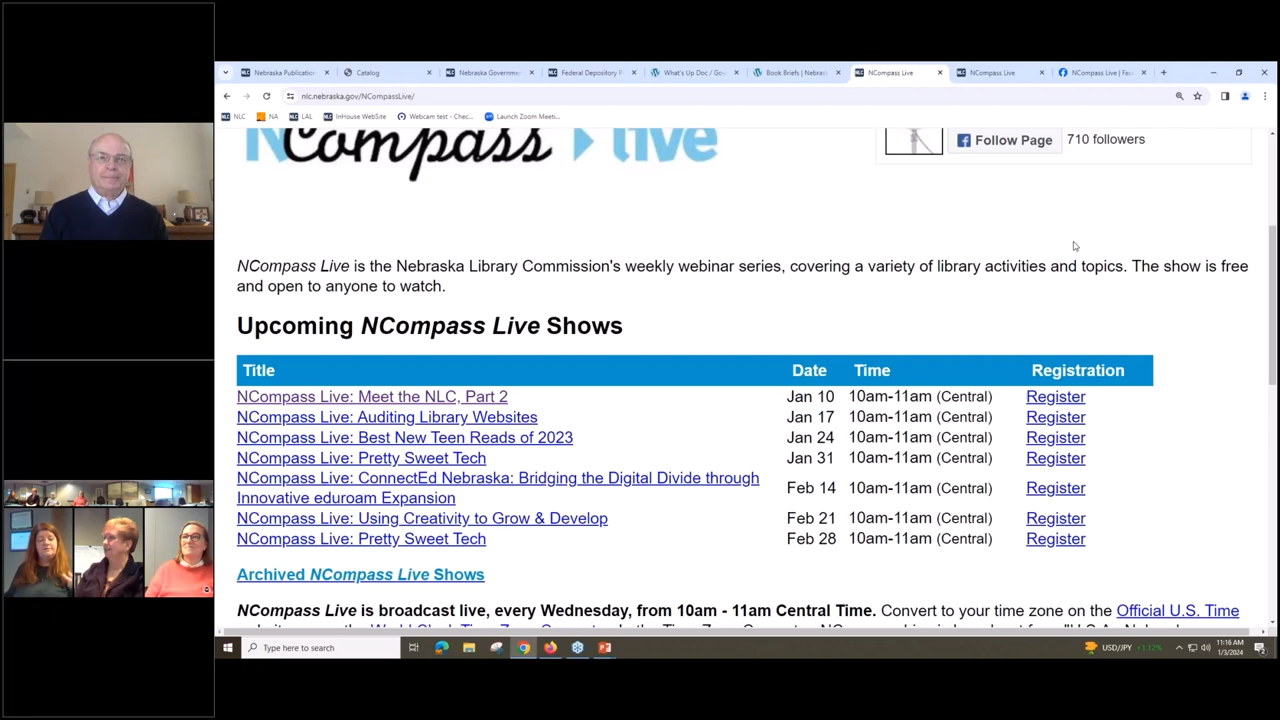 Nebraska Publication
Catalog
Nebraska Governme
Federal Depository P
What's Up Doc / Gov
Book Briefs | Nebras
NCompass Live
NCompass Live
NCompass Live | Fac
nlc.nebraska.gov/NCompassLive/
NLC NA LAL InHouse WebSite Webcam test - Chec... Launch Zoom Meeti...
NCompass live
Follow Page 710 followers
NCompass Live is the Nebraska Library Commission's weekly webinar series, covering a variety of library activities and topics. The show is free
and open to anyone to watch.
Upcoming NCompass Live Shows
Title Date Time Registration
NCompass Live: Meet the NLC, Part 2 Jan 10 10am-11am (Central) Register
NCompass Live: Auditing Library Websites Jan 17 10am-11am (Central) Register
NCompass Live: Best New Teen Reads of 2023 Jan 24 10am-11am (Central) Register
NCompass Live: Pretty Sweet Tech Jan 31 10am-11am (Central) Register
NCompass Live: ConnectEd Nebraska: Bridging the Digital Divide through
Innovative eduroam Expansion Feb 14 10am-11am (Central) Register
NCompass Live: Using Creativity to Grow & Develop Feb 21 10am-11am (Central) Register
NCompass Live: Pretty Sweet Tech Feb 28 10am-11am (Central) Register
Archived NCompass Live Shows
NCompass Live is broadcast live, every Wednesday, from 10am - 11am Central Time. Convert to your time zone on the Official U.S. Time
Type here to search
USD/JPY +1.12%
11:16 AM
1/3/2024